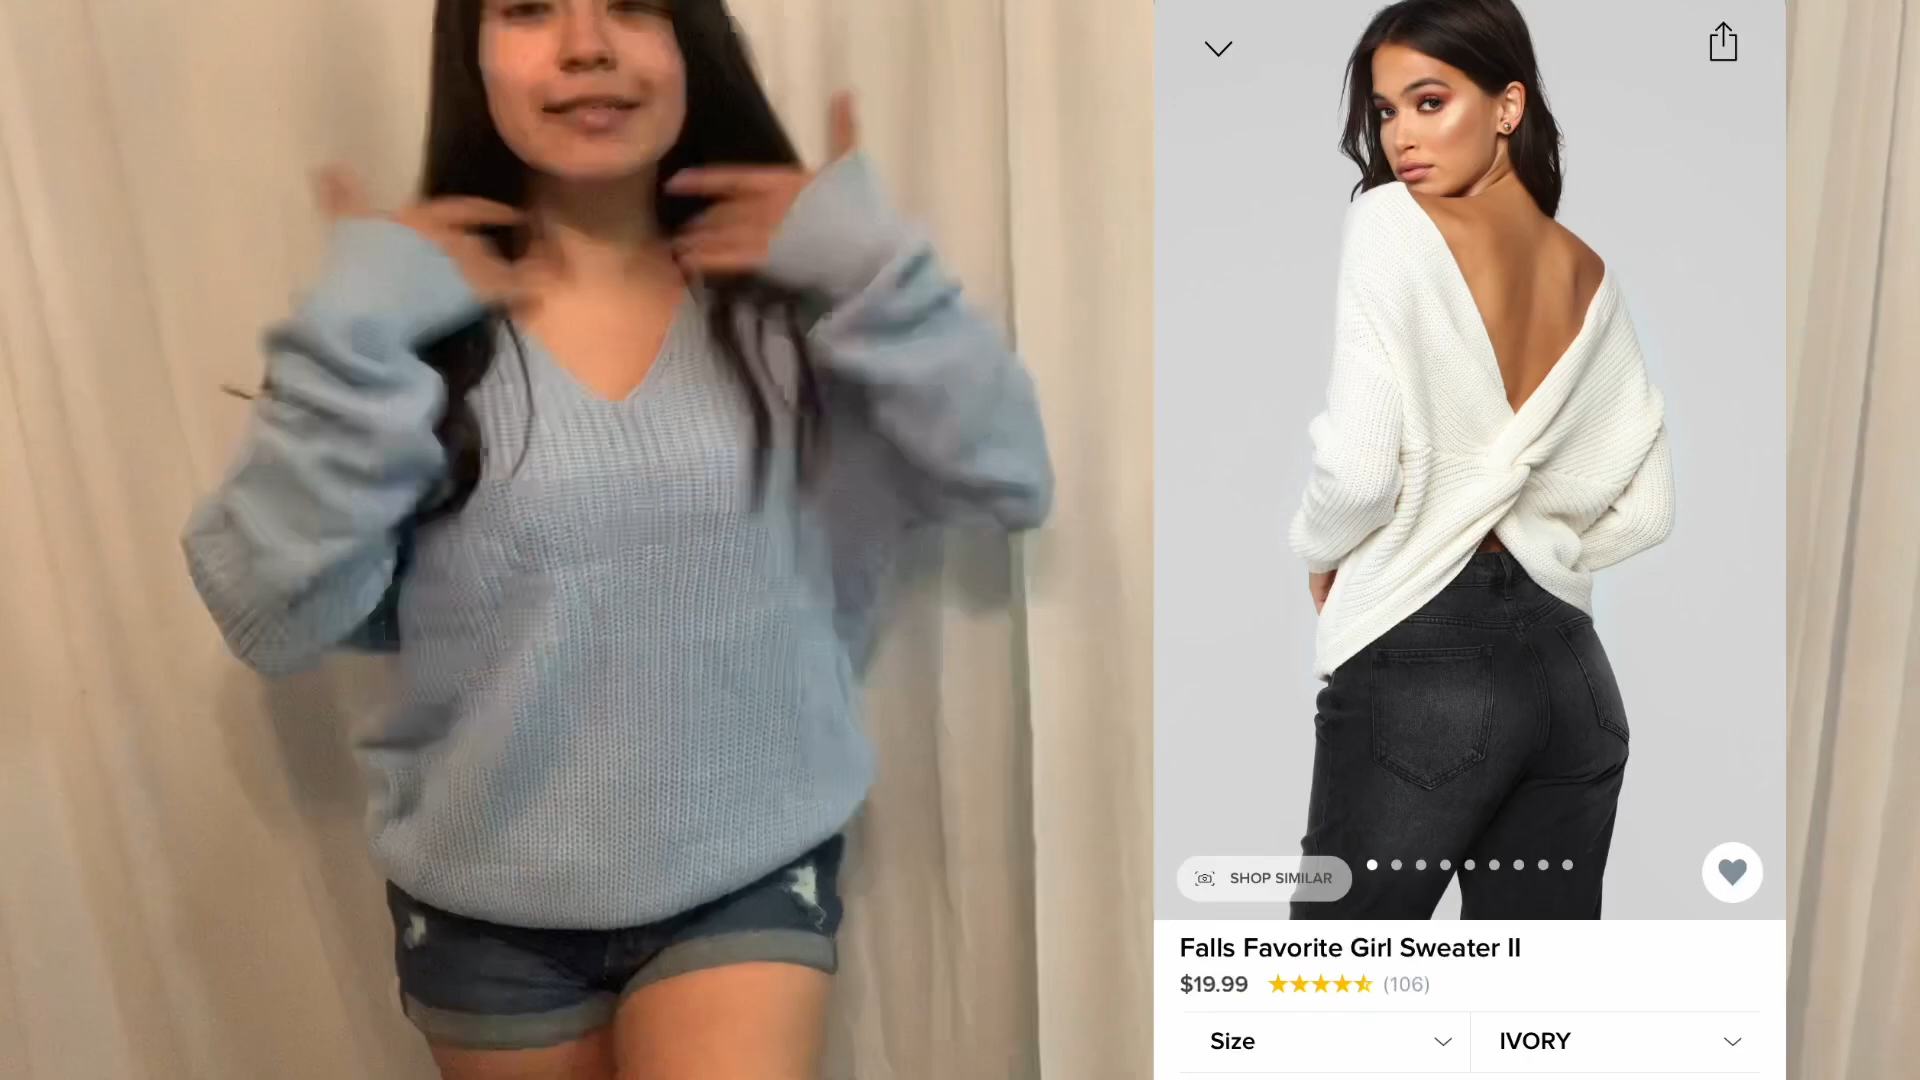 SHOP SIMILAR
Falls Favorite Girl Sweater II
$19.99 (106)
Size
IVORY